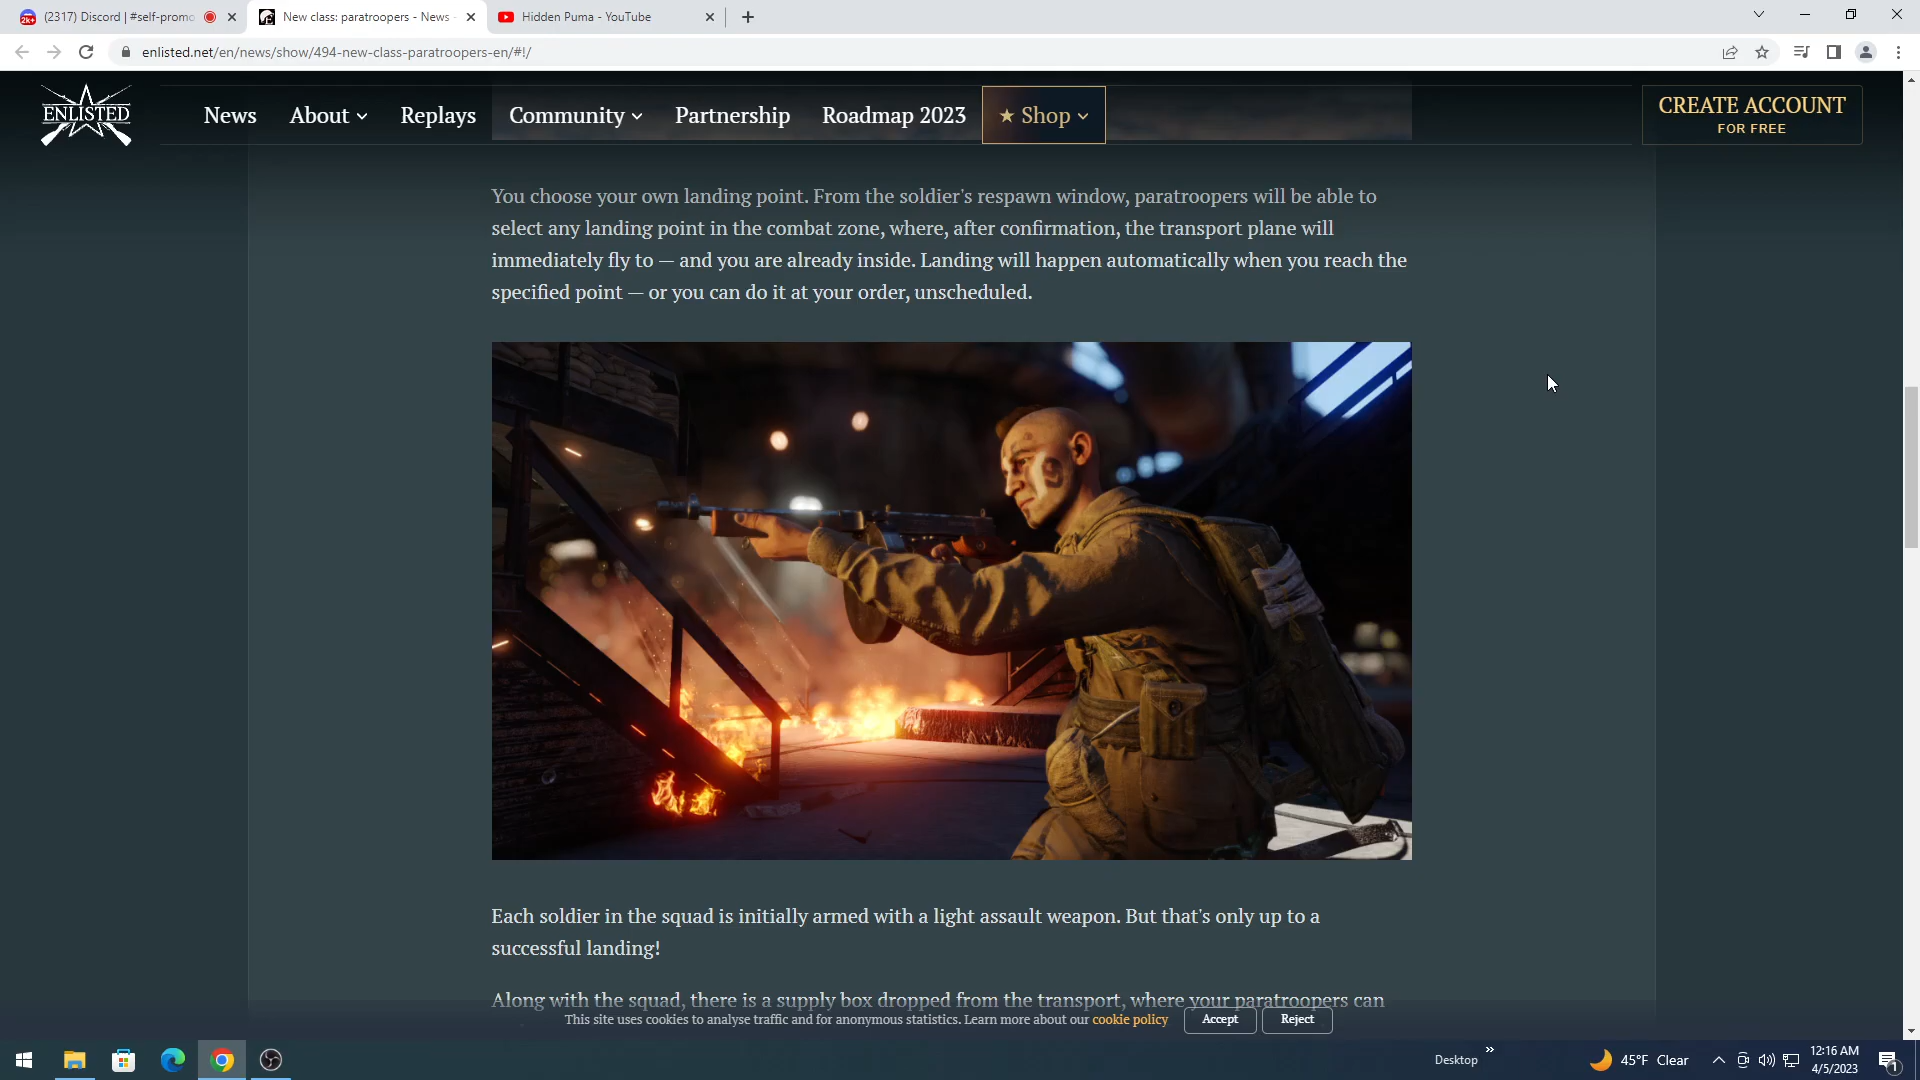 (2317) Discord | #self-promo
New class: paratroopers - News
Hidden Puma - YouTube
enlisted.net/en/news/show/494-new-class-paratroopers-en/#!/
ENLISTED
News
About
Replays
Community
Partnership
Roadmap 2023
★ Shop
CREATE ACCOUNT
FOR FREE
You choose your own landing point. From the soldier's respawn window, paratroopers will be able to
select any landing point in the combat zone, where, after confirmation, the transport plane will
immediately fly to — and you are already inside. Landing will happen automatically when you reach the
specified point — or you can do it at your order, unscheduled.
Each soldier in the squad is initially armed with a light assault weapon. But that's only up to a
successful landing!
Along with the squad, there is a supply box dropped from the transport, where your paratroopers can
This site uses cookies to analyse traffic and for anonymous statistics. Learn more about our cookie policy
Accept
Reject
Desktop
45°F Clear
12:16 AM
4/5/2023
1